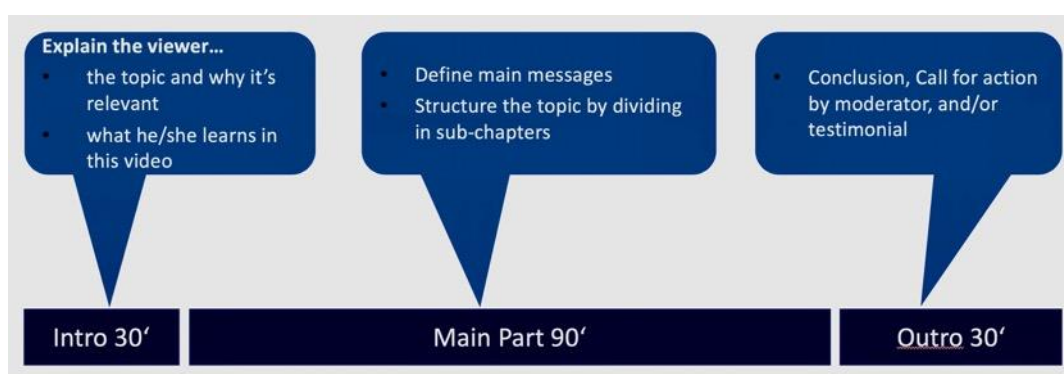 Explain the viewer...
• the topic and why it's
relevant
• what he/she learns in
this video
• Define main messages
• Structure the topic by dividing
in sub-chapters
• Conclusion, Call for action
by moderator, and/or
testimonial
Intro 30‘
Main Part 90‘
Outro 30‘